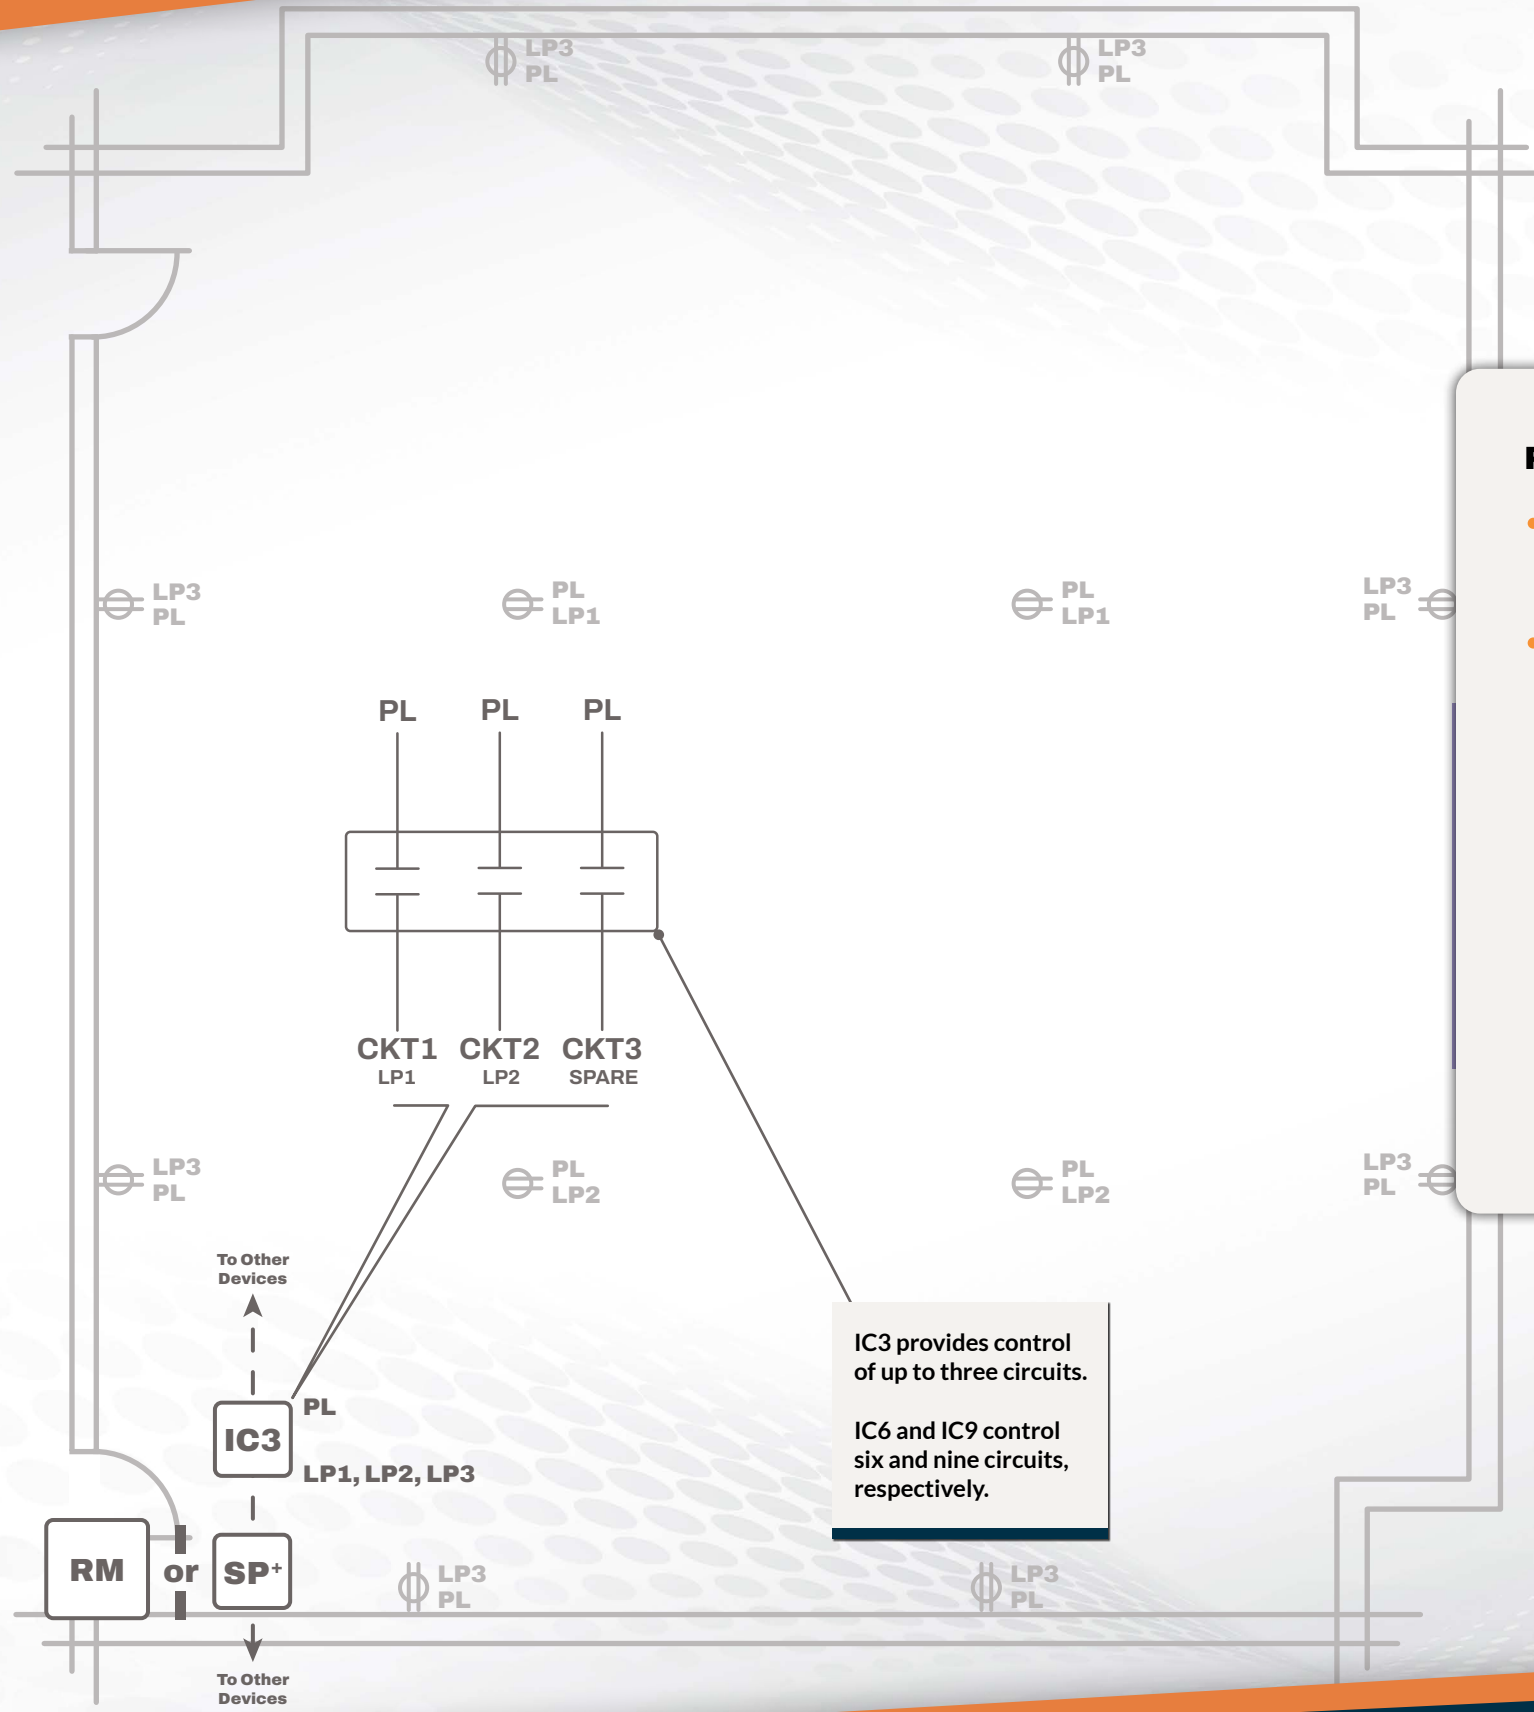 LP3
PL
LP3
PL
LP3
PL
PL
LP1
PL
LP1
LP3
PL
PL PL PL
CKT1 CKT2 CKT3
LP1 LP2 SPARE
LP3
PL
PL
LP2
PL
LP2
LP3
PL
To Other
Devices
PL
IC3
LP1, LP2, LP3
IC3 provides control
of up to three circuits.
IC6 and IC9 control
six and nine circuits,
respectively.
RM or SP+
LP3
PL
LP3
PL
To Other
Devices